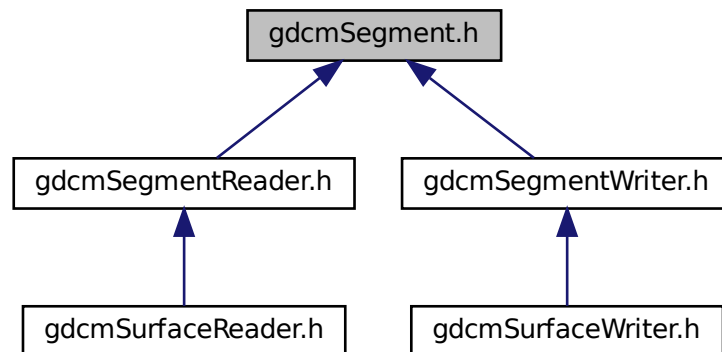 gdcmSegment.h
gdcmSegmentReader.h
gdcmSegmentWriter.h
gdcmSurfaceReader.h
gdcmSurfaceWriter.h